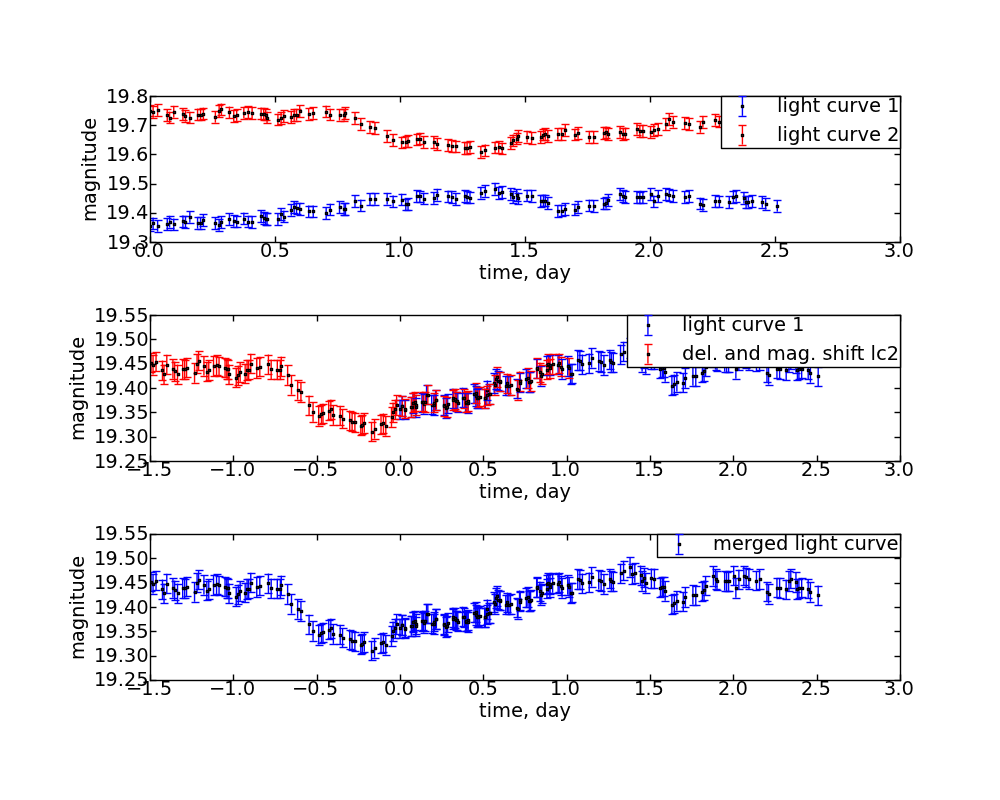 19.8
19.7
19.6
19.5
19.4
19.3
magnitude
light curve 1
light curve 2
0.0 0.5 1.0 1.5 2.0 2.5 3.0
time, day
19.55
19.50
19.45
19.40
19.35
19.30
19.25
magnitude
light curve 1
del. and mag. shift lc2
−1.5 −1.0 −0.5 0.0 0.5 1.0 1.5 2.0 2.5 3.0
time, day
19.55
19.50
19.45
19.40
19.35
19.30
19.25
magnitude
merged light curve
−1.5 −1.0 −0.5 0.0 0.5 1.0 1.5 2.0 2.5 3.0
time, day